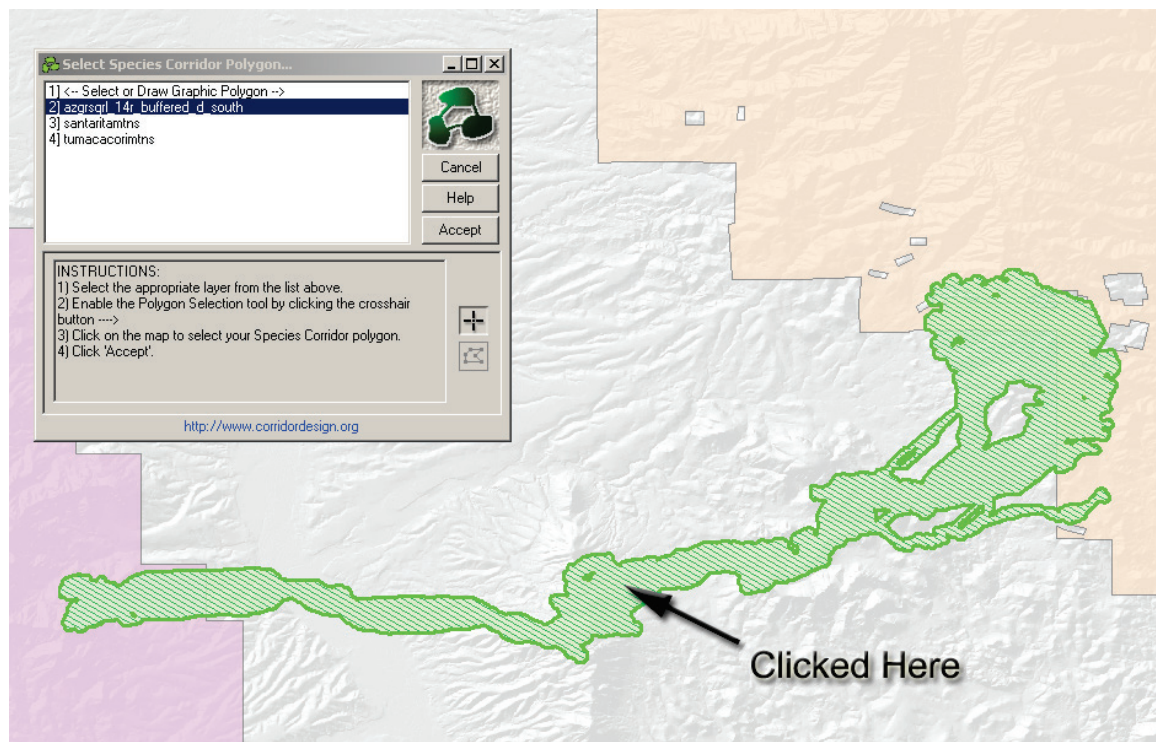 Select Species Corridor Polygon...
1] <-- Select or Draw Graphic Polygon -->
2] azgrsqrl_14r_buffered_d_south
3] santaritamtns
4] tumacacorimtns
Cancel
Help
Accept
INSTRUCTIONS:
1) Select the appropriate layer from the list above.
2) Enable the Polygon Selection tool by clicking the crosshair
button ---->
3) Click on the map to select your Species Corridor polygon.
4) Click 'Accept'.
http://www.corridordesign.org
Clicked Here